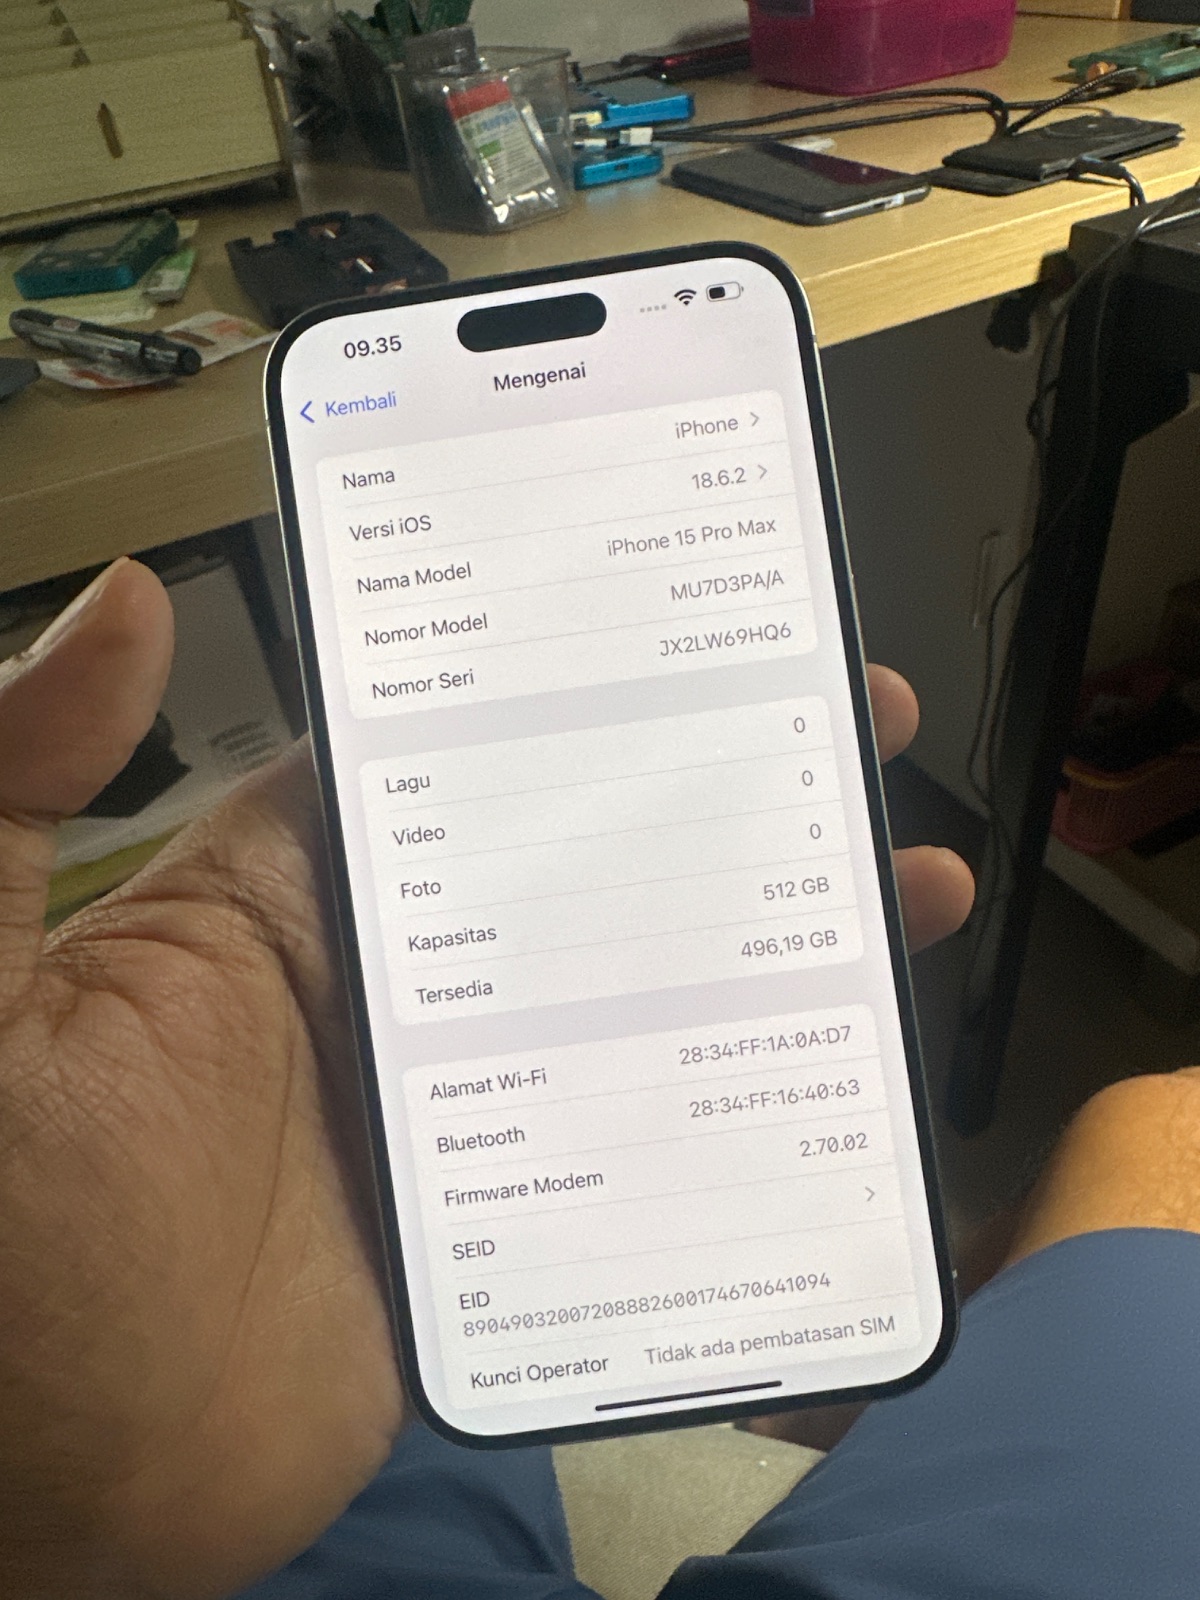 09.35
Kembali
Mengenai
Nama iPhone
Versi iOS 18.6.2
Nama Model iPhone 15 Pro Max
Nomor Model MU7D3PA/A
Nomor Seri JX2LW69HQ6
Lagu 0
Video 0
Foto 0
Kapasitas 512 GB
Tersedia 496,19 GB
Alamat Wi-Fi 28:34:FF:1A:0A:D7
Bluetooth 28:34:FF:16:40:63
Firmware Modem 2.70.02
SEID
EID
89049032007208882600174670641094
Kunci Operator Tidak ada pembatasan SIM